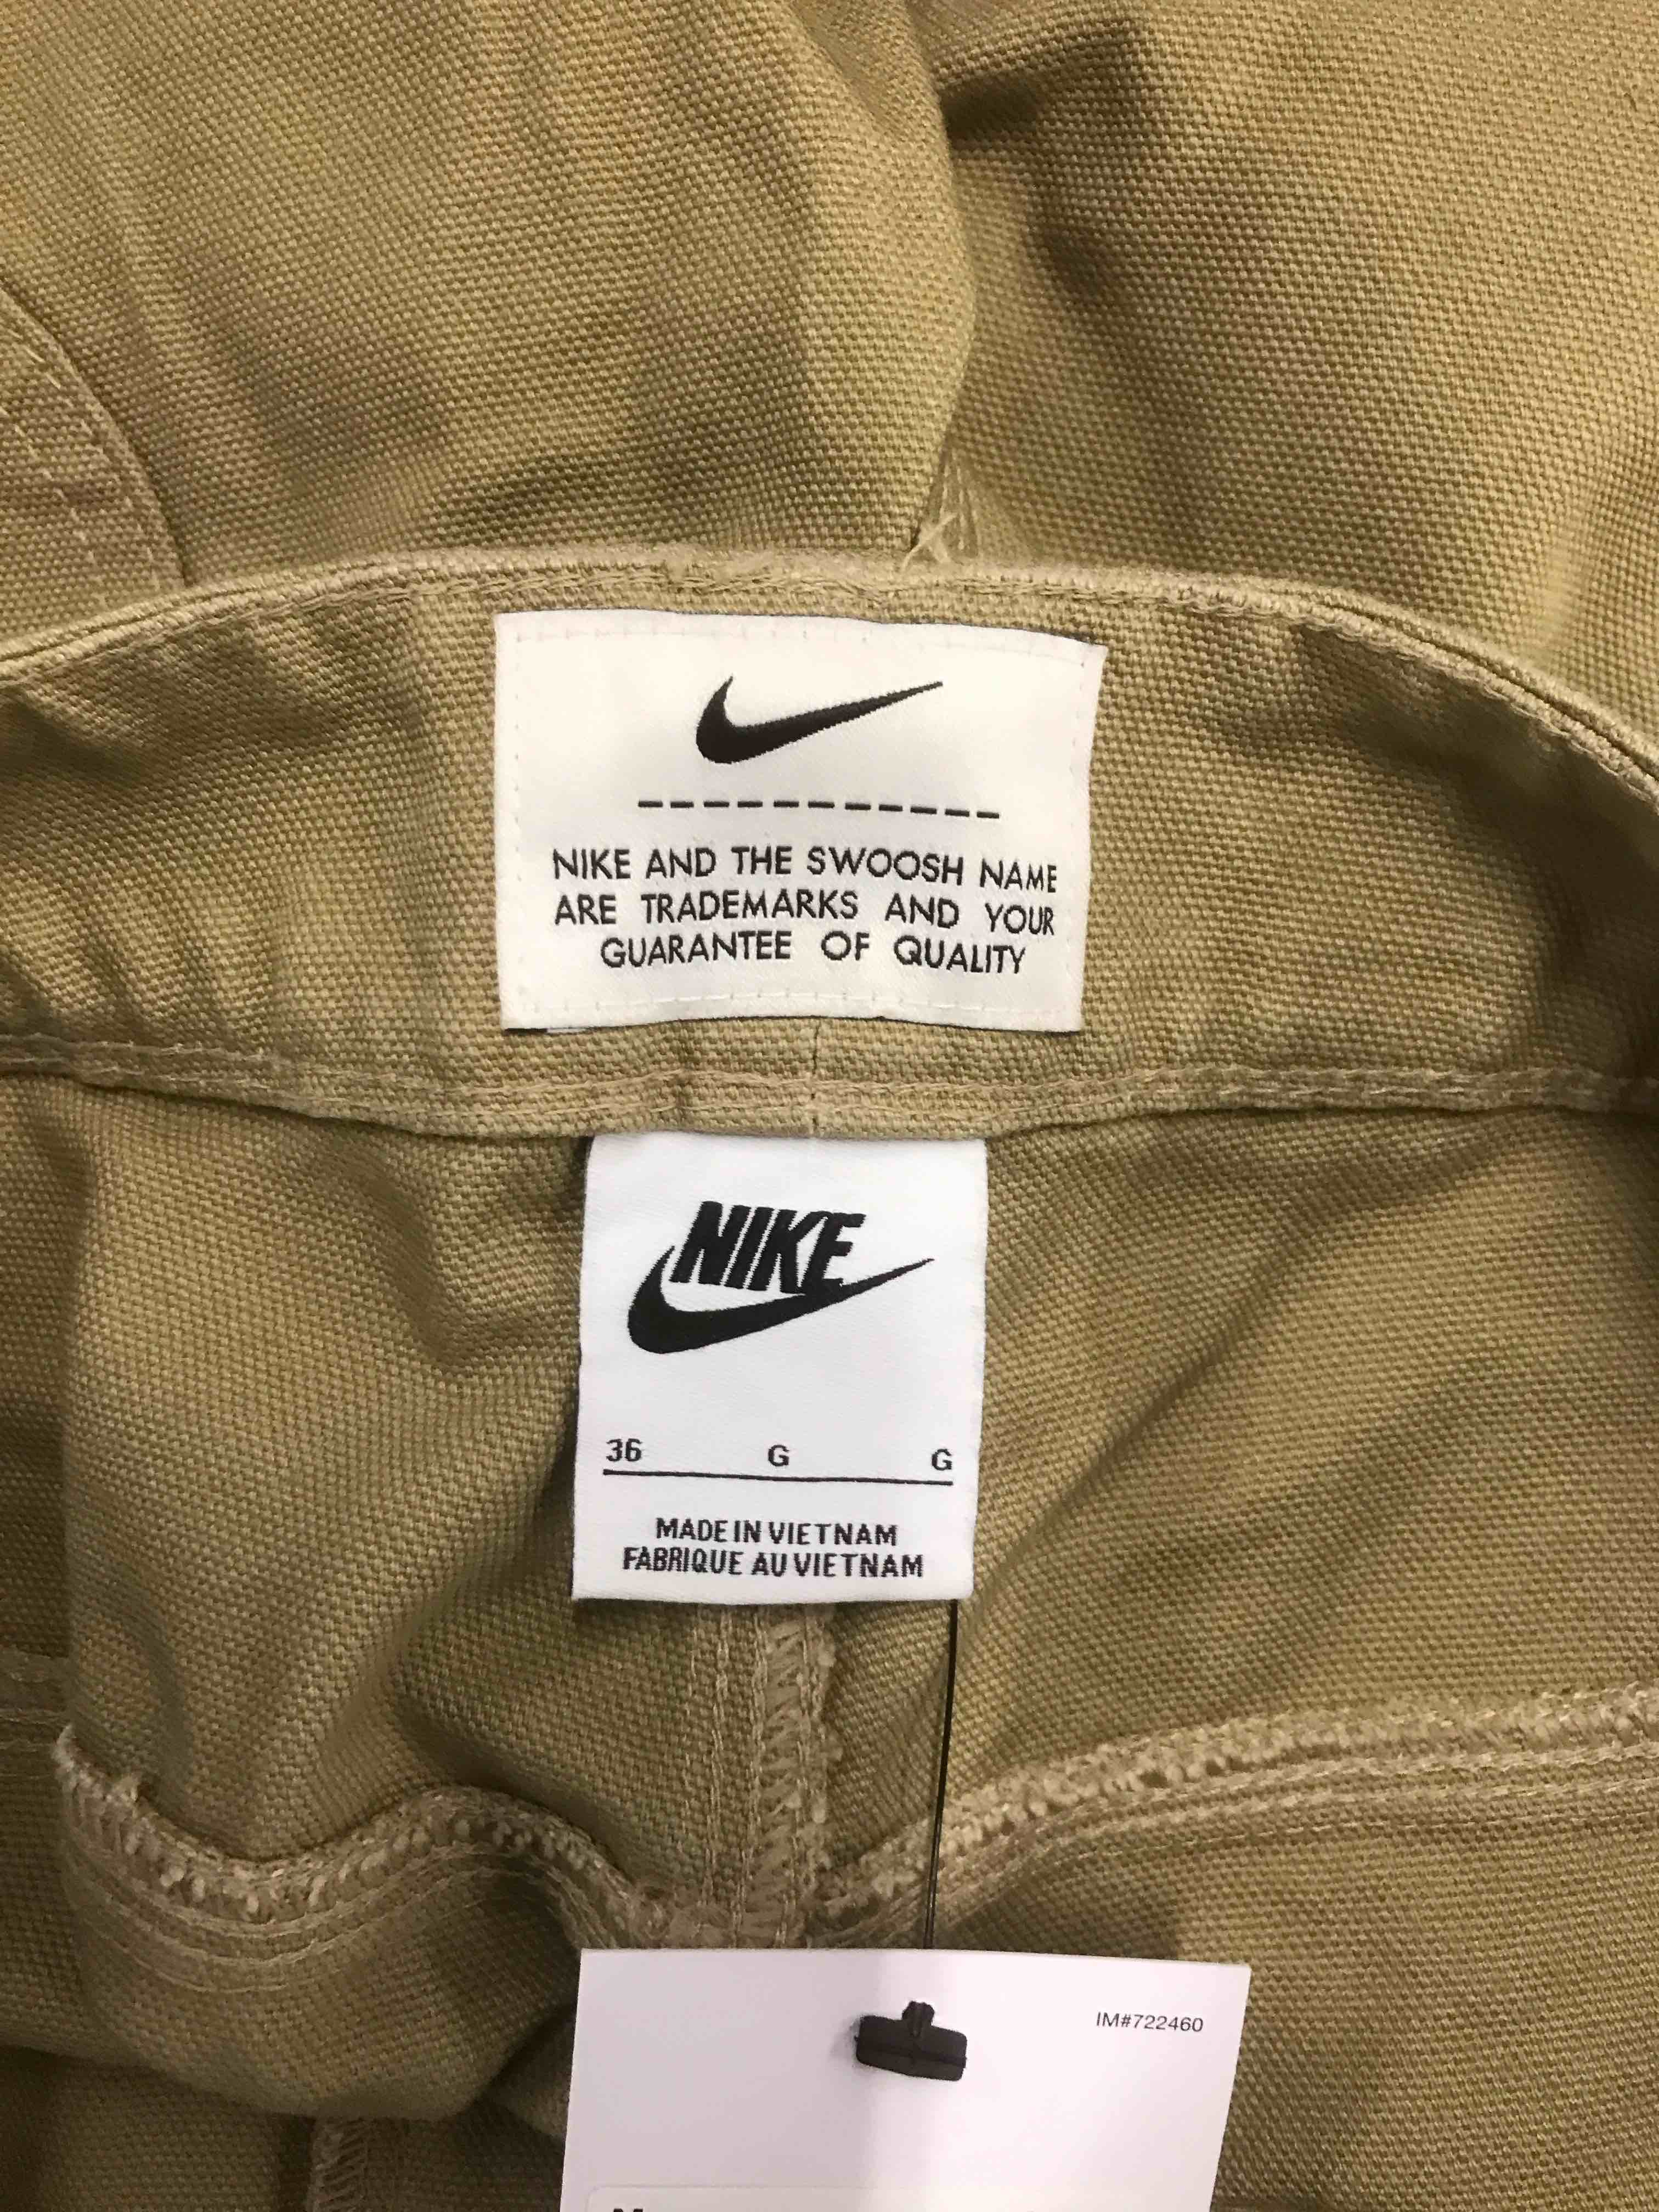 NIKE AND THE SWOOSH NAME
ARE TRADEMARKS AND YOUR
GUARANTEE OF QUALITY
NIKE
36 G G
MADE IN VIETNAM
FABRIQUE AU VIETNAM
IM#722460